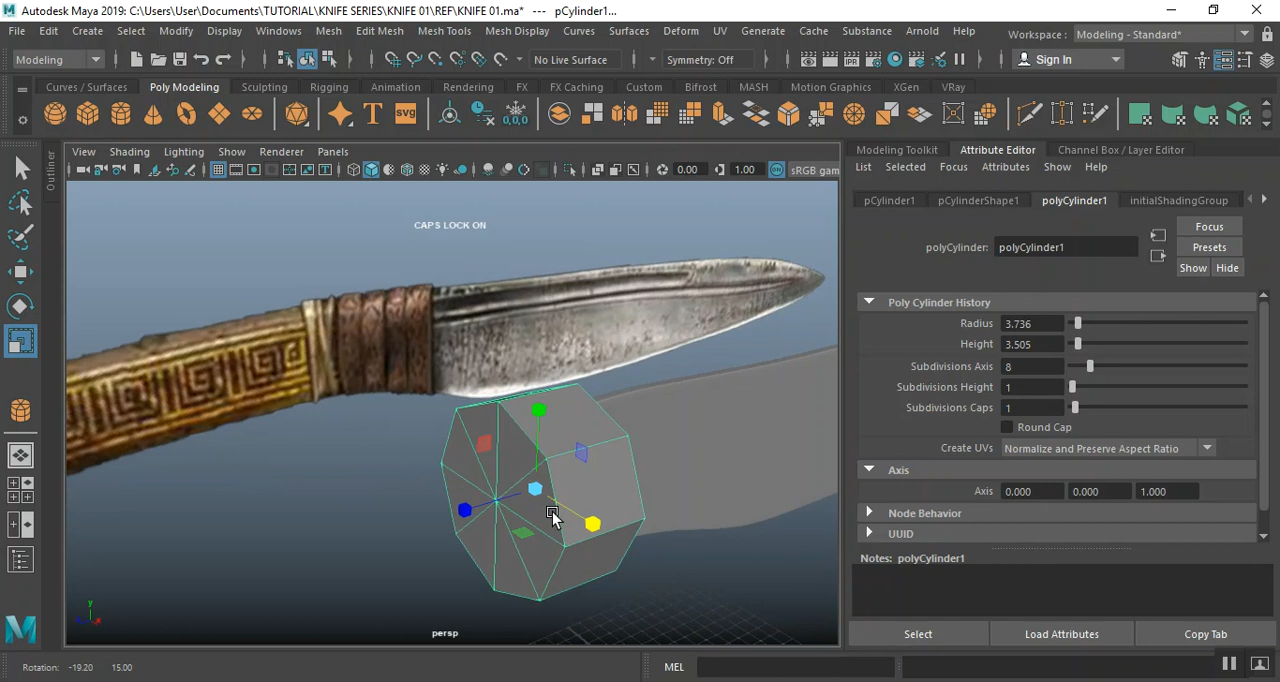 Autodesk Maya 2019: C:\Users\User\Documents\TUTORIAL\KNIFE SERIES\KNIFE 01\REF\KNIFE 01.ma* --- pCylinder1...
File Edit Create Select Modify Display Windows Mesh Edit Mesh Mesh Tools Mesh Display Curves Surfaces Deform UV Generate Cache Substance Arnold Help Workspace : Modeling - Standard*
Modeling No Live Surface Symmetry: Off Sign In
Curves / Surfaces Poly Modeling Sculpting Rigging Animation Rendering FX FX Caching Custom Bifrost MASH Motion Graphics XGen VRay
T SVG 0,0,0
View Shading Lighting Show Renderer Panels
0.00 1.00 ON sRGB gam
Outliner
CAPS LOCK ON
persp
y
Modeling Toolkit Attribute Editor Channel Box / Layer Editor
List Selected Focus Attributes Show Help
pCylinder1 pCylinderShape1 polyCylinder1 initialShadingGroup
Focus
polyCylinder: polyCylinder1 Presets
Show Hide
Poly Cylinder History
Radius 3.736
Height 3.505
Subdivisions Axis 8
Subdivisions Height 1
Subdivisions Caps 1
Round Cap
Create UVs Normalize and Preserve Aspect Ratio
Axis
Axis 0.000 0.000 1.000
Node Behavior
UUID
Notes: polyCylinder1
Select Load Attributes Copy Tab
Rotation: -19.20 15.00 MEL